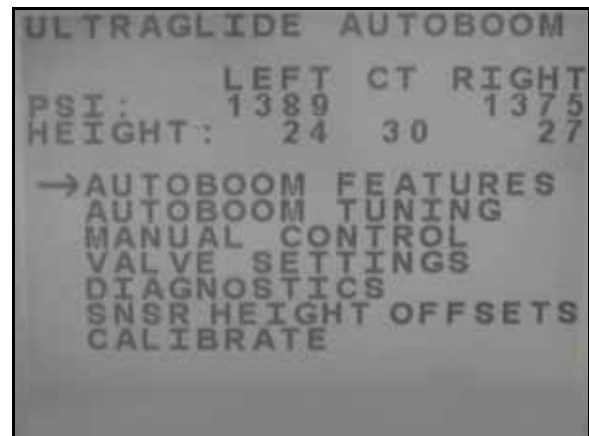 ULTRAGLIDE AUTOBOOM
LEFT CT RIGHT
PSI: 1389 1375
HEIGHT: 24 30 27
→AUTOBOOM FEATURES
AUTOBOOM TUNING
MANUAL CONTROL
VALVE SETTINGS
DIAGNOSTICS
SNSR HEIGHT OFFSETS
CALIBRATE